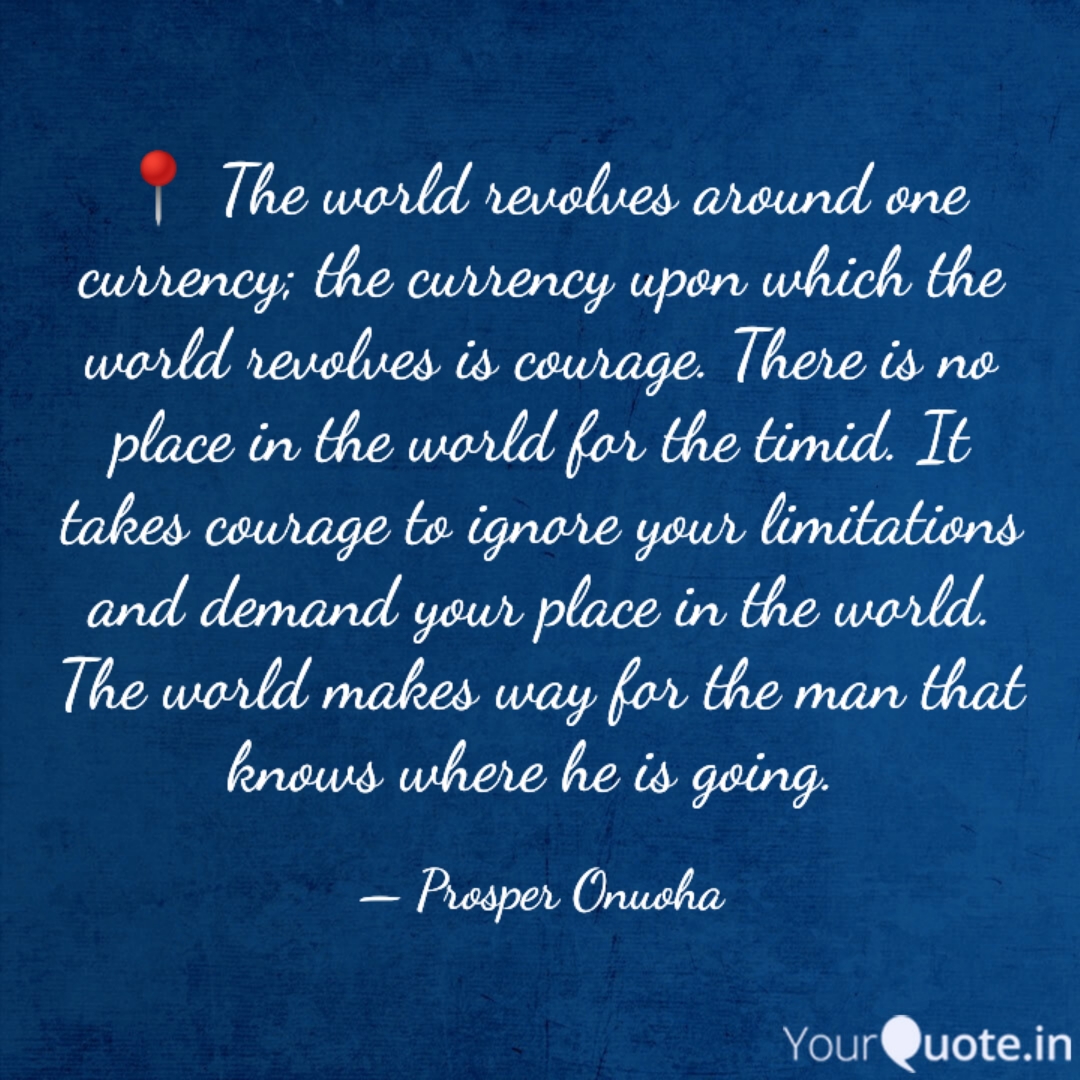 📍 The world revolves around one
currency; the currency upon which the
world revolves is courage. There is no
place in the world for the timid. It
takes courage to ignore your limitations
and demand your place in the world.
The world makes way for the man that
knows where he is going.
– Prosper Onuoha
YourQuote.in